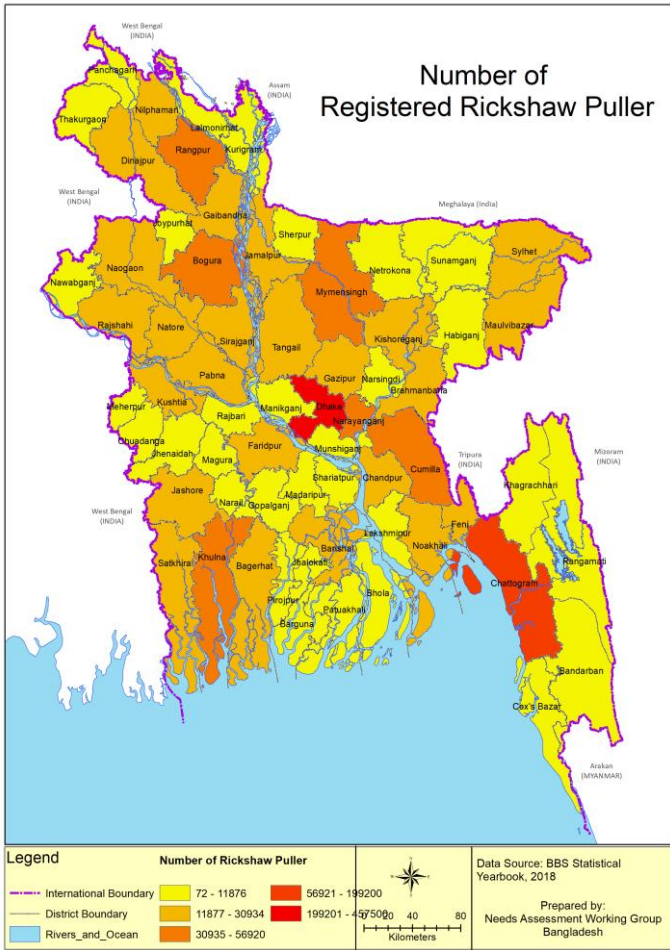 Number of
Registered Rickshaw Puller
West Bengal
(INDIA)
Assam
(INDIA)
Panchagarh
Thakurgaon
Nilphamari
Lalmonirhat
Rangpur
Kurigram
Dinajpur
West Bengal
(INDIA)
Meghalaya (India)
Gaibandha
Joypurhat
Sherpur
Jamalpur
Bogura
Naogaon
Nawabganj
Mymensingh
Netrokona
Sunamganj
Sylhet
Rajshahi
Natore
Sirajganj
Tangail
Kishoreganj
Habiganj
Maulvibazar
Pabna
Gazipur
Narsingdi
Brahmanbaria
Meherpur
Kushtia
Manikganj
Dhaka
Rajbari
Narayanganj
Chuadanga
Jhenaidah
Magura
Faridpur
Munshiganj
Cumilla
Tripura
(INDIA)
Mizoram
(INDIA)
Shariatpur
Chandpur
Khagrachhari
West Bengal
(INDIA)
Jashore
Narail
Gopalganj
Madaripur
Lakshmipur
Feni
Noakhali
Rangamati
Satkhira
Khulna
Bagerhat
Jhalokati
Barishal
Chattogram
Pirojpur
Patuakhali
Bhola
Barguna
Bandarban
Cox's Bazar
Arakan
(MYANMAR)
Legend
International Boundary
District Boundary
Rivers_and_Ocean
Number of Rickshaw Puller
72 - 11876
11877 - 30934
30935 - 56920
56921 - 199200
199201 - 457500
0 20 40 80
Kilometers
Data Source: BBS Statistical
Yearbook, 2018
Prepared by:
Needs Assessment Working Group
Bangladesh